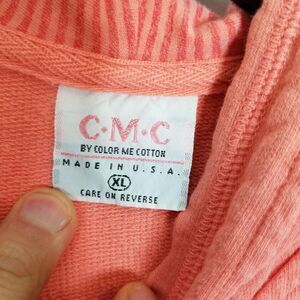 C·M·C
BY COLOR ME COTTON
MADE IN U.S.A.
XL
CARE ON REVERSE